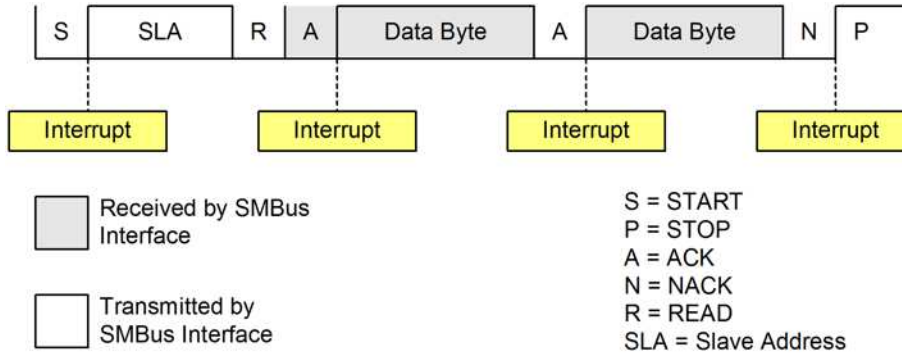 S SLA R A Data Byte A Data Byte N P
Interrupt Interrupt Interrupt Interrupt
Received by SMBus
Interface
Transmitted by
SMBus Interface
S = START
P = STOP
A = ACK
N = NACK
R = READ
SLA = Slave Address